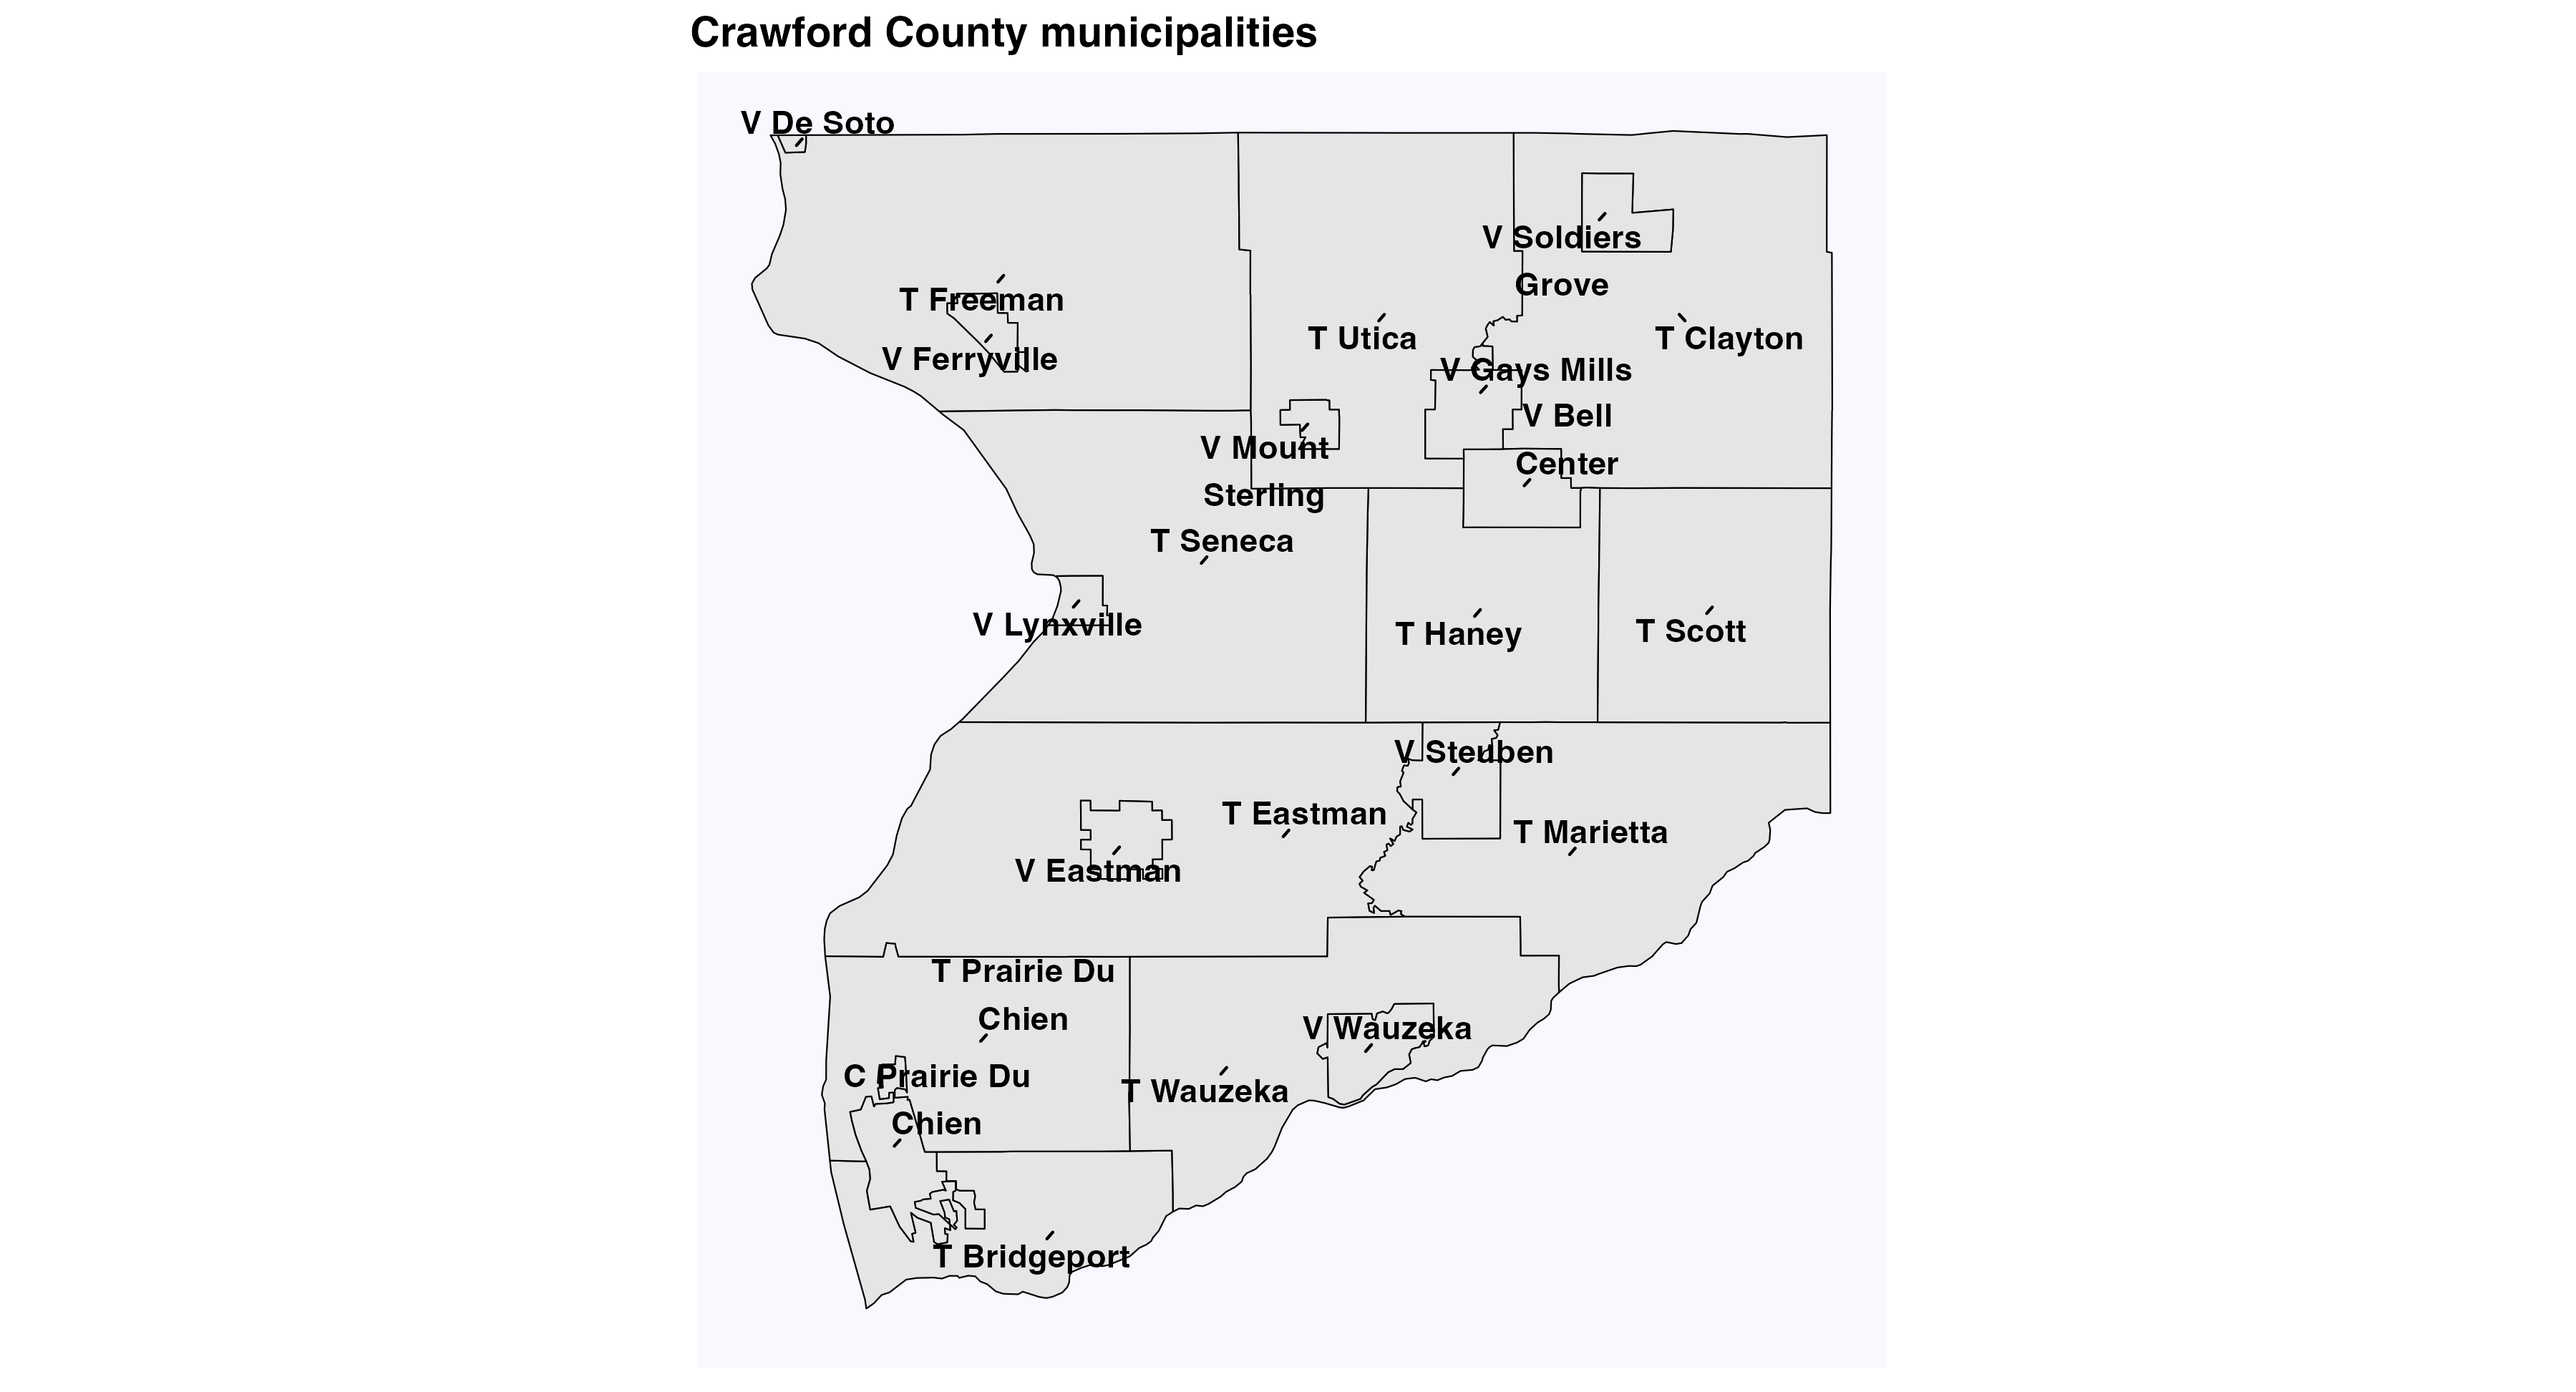 Crawford County municipalities
V De Soto
V Soldiers
Grove
T Freeman
T Utica
T Clayton
V Ferryville
V Gays Mills
V Bell
Center
V Mount
Sterling
T Seneca
V Lynxville
T Haney
T Scott
V Steuben
T Eastman
T Marietta
V Eastman
T Prairie Du
Chien
V Wauzeka
C Prairie Du
Chien
T Wauzeka
T Bridgeport